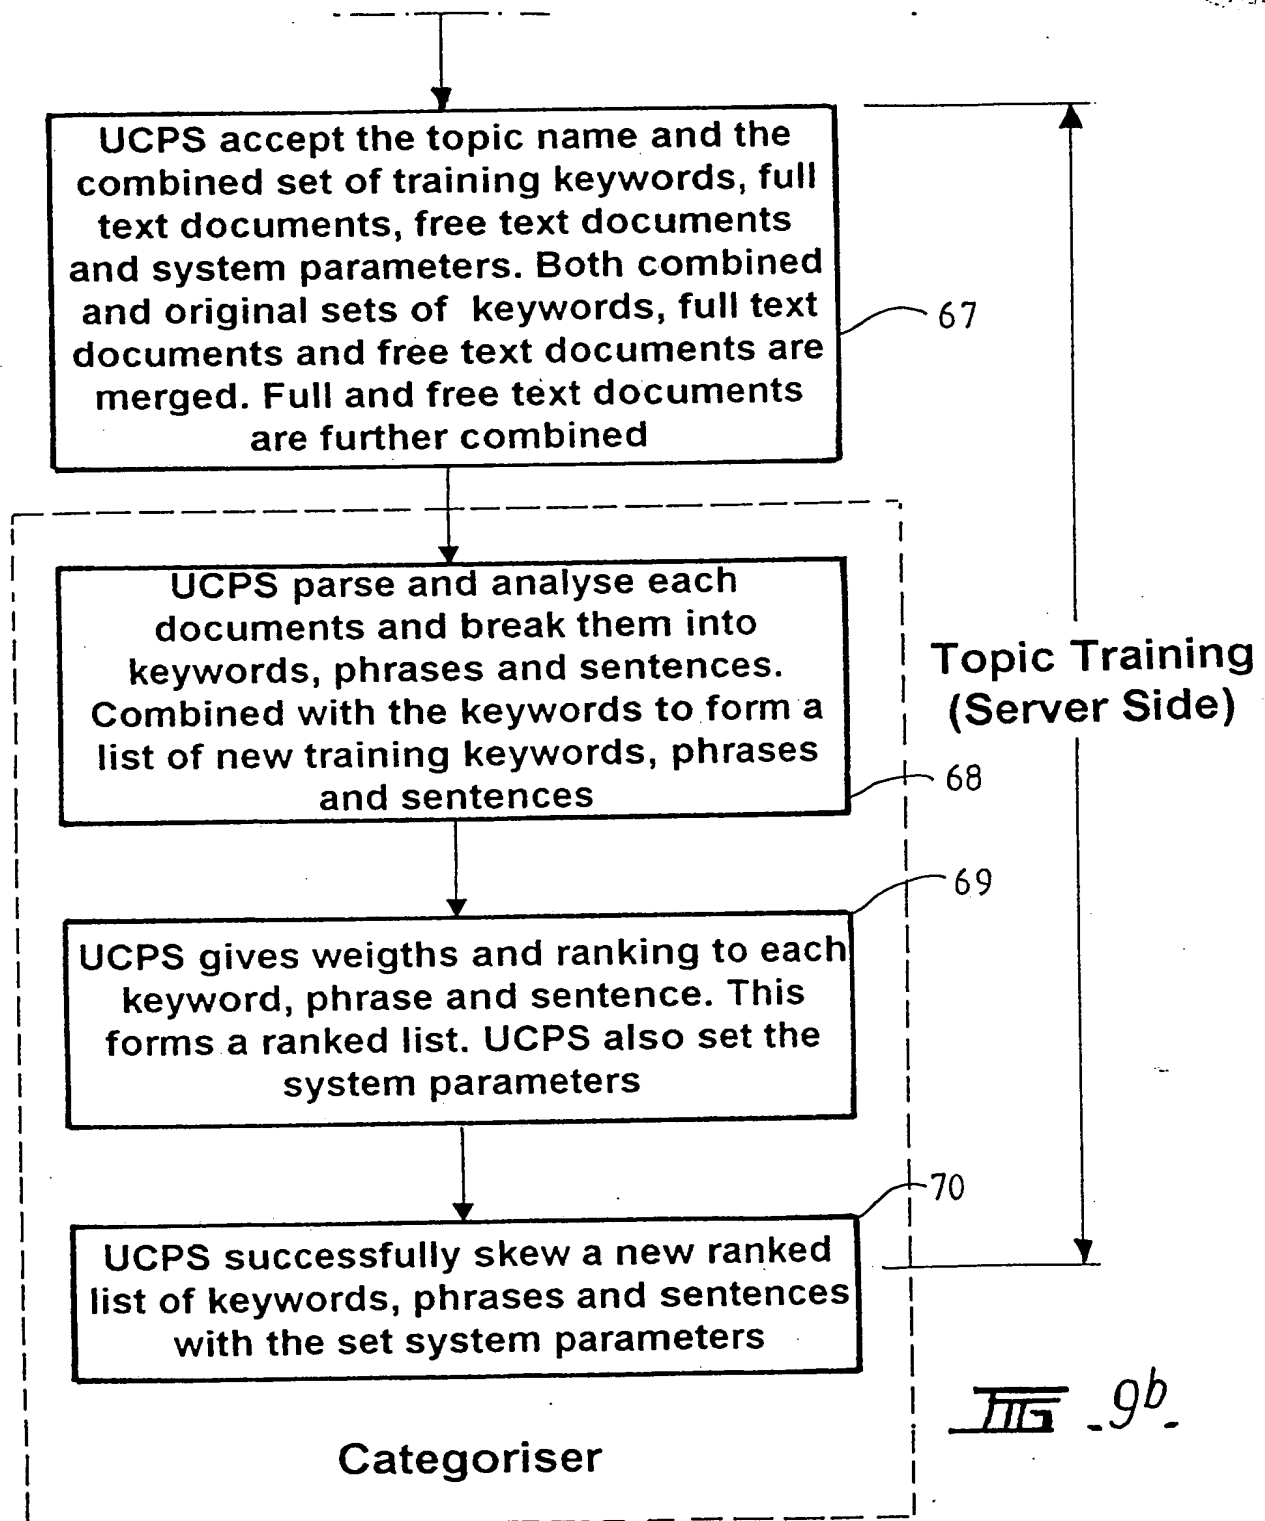 UCPS accept the topic name and the
combined set of training keywords, full
text documents, free text documents
and system parameters. Both combined
and original sets of keywords, full text
documents and free text documents are
merged. Full and free text documents
are further combined
67
UCPS parse and analyse each
documents and break them into
keywords, phrases and sentences.
Combined with the keywords to form a
list of new training keywords, phrases
and sentences
68
Topic Training
(Server Side)
69
UCPS gives weigths and ranking to each
keyword, phrase and sentence. This
forms a ranked list. UCPS also set the
system parameters
70
UCPS successfully skew a new ranked
list of keywords, phrases and sentences
with the set system parameters
Categoriser
FIG - 9b -